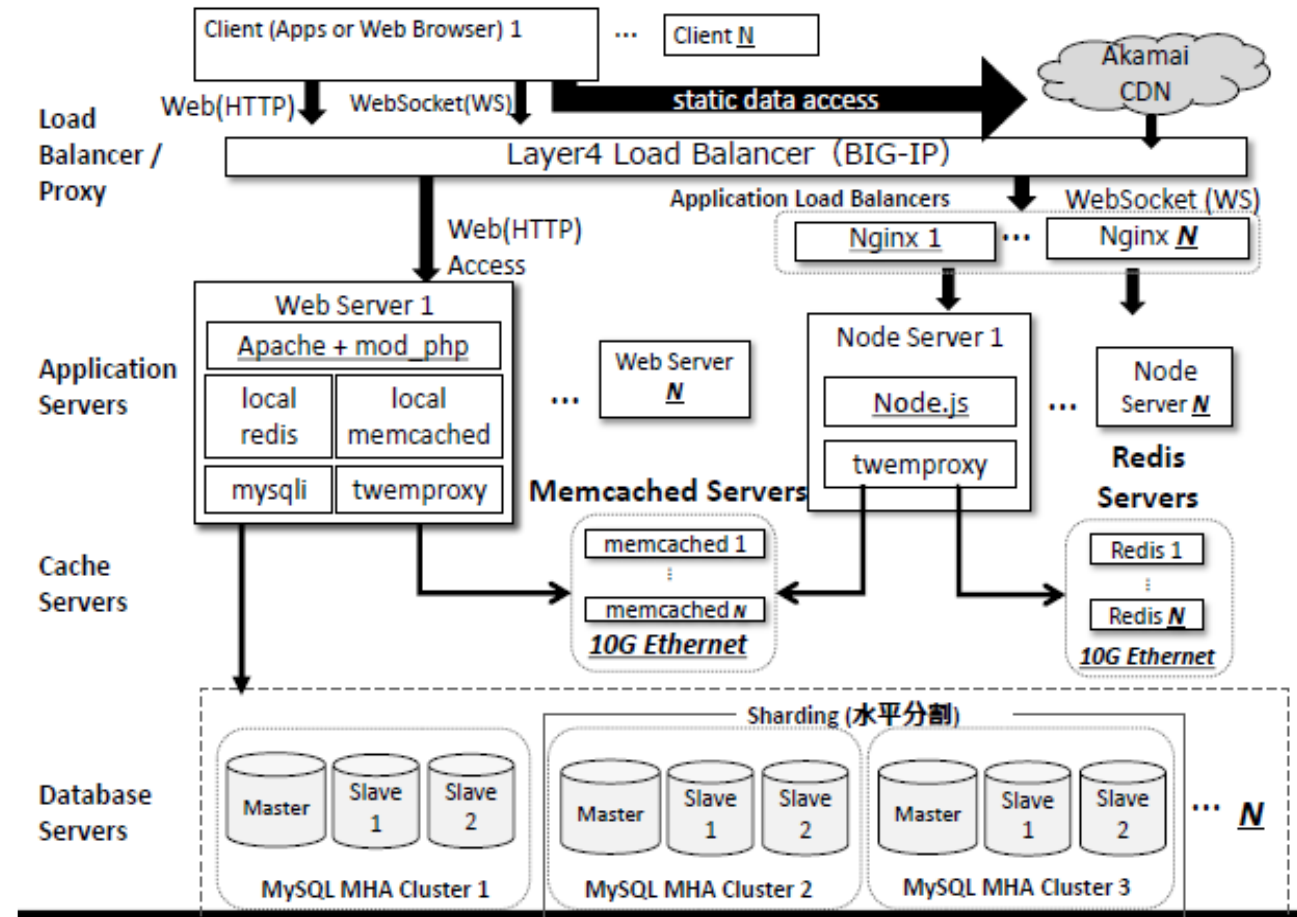 Client (Apps or Web Browser) 1
...
Client N
Akamai
CDN
Web(HTTP)
WebSocket(WS)
static data access
Load
Balancer /
Proxy
Layer4 Load Balancer（BIG-IP）
Application Load Balancers
WebSocket (WS)
Nginx 1
...
Nginx N
Web(HTTP)
Access
Application
Servers
Web Server 1
Apache + mod_php
local
redis
local
memcached
mysqli
twemproxy
...
Web Server
N
Node Server 1
Node.js
twemproxy
...
Node
Server N
Cache
Servers
Memcached Servers
memcached 1
⋮
memcached N
10G Ethernet
Redis
Servers
Redis 1
⋮
Redis N
10G Ethernet
Database
Servers
Sharding (水平分割)
Master
Slave
1
Slave
2
MySQL MHA Cluster 1
Master
Slave
1
Slave
2
MySQL MHA Cluster 2
Master
Slave
1
Slave
2
MySQL MHA Cluster 3
... N